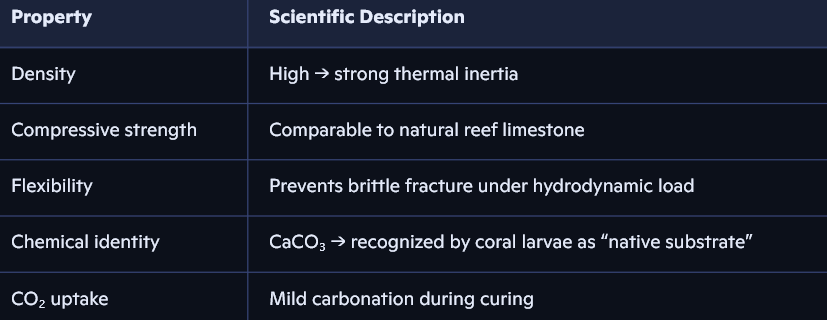 Property
Scientific Description
Density
High → strong thermal inertia
Compressive strength
Comparable to natural reef limestone
Flexibility
Prevents brittle fracture under hydrodynamic load
Chemical identity
CaCO₃ → recognized by coral larvae as “native substrate”
CO₂ uptake
Mild carbonation during curing